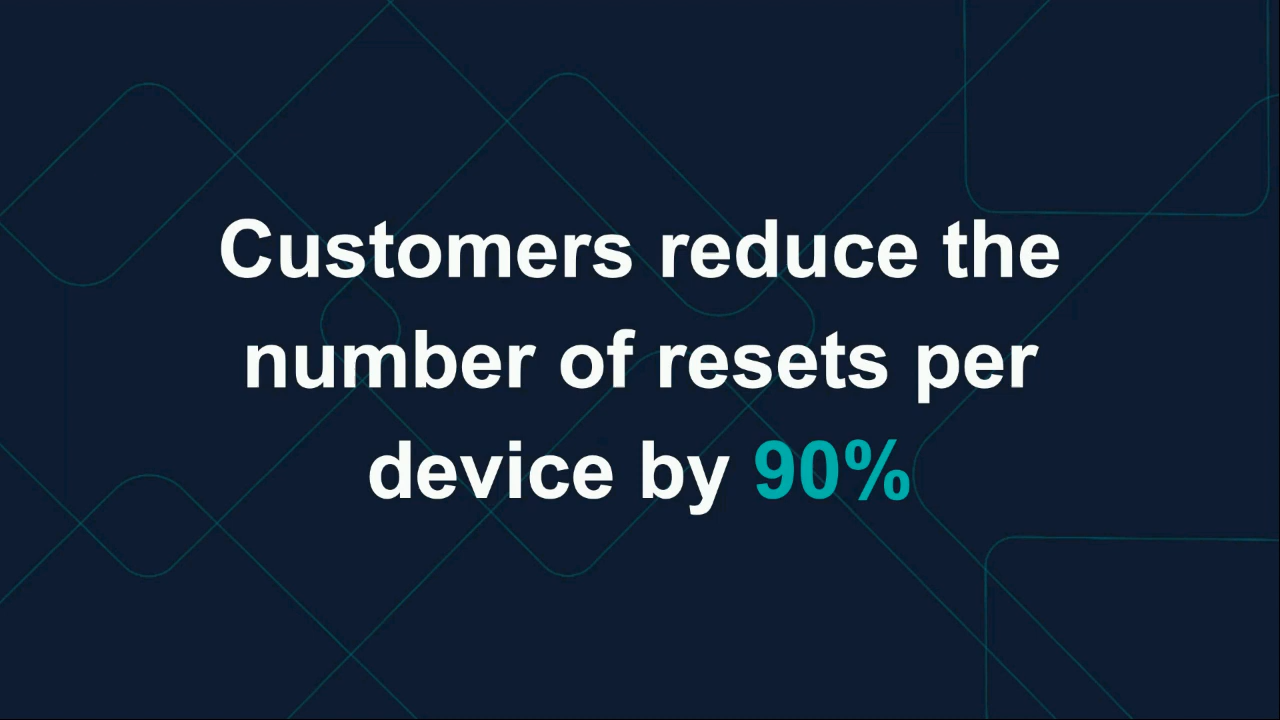 Customers reduce the
number of resets per
device by 90%